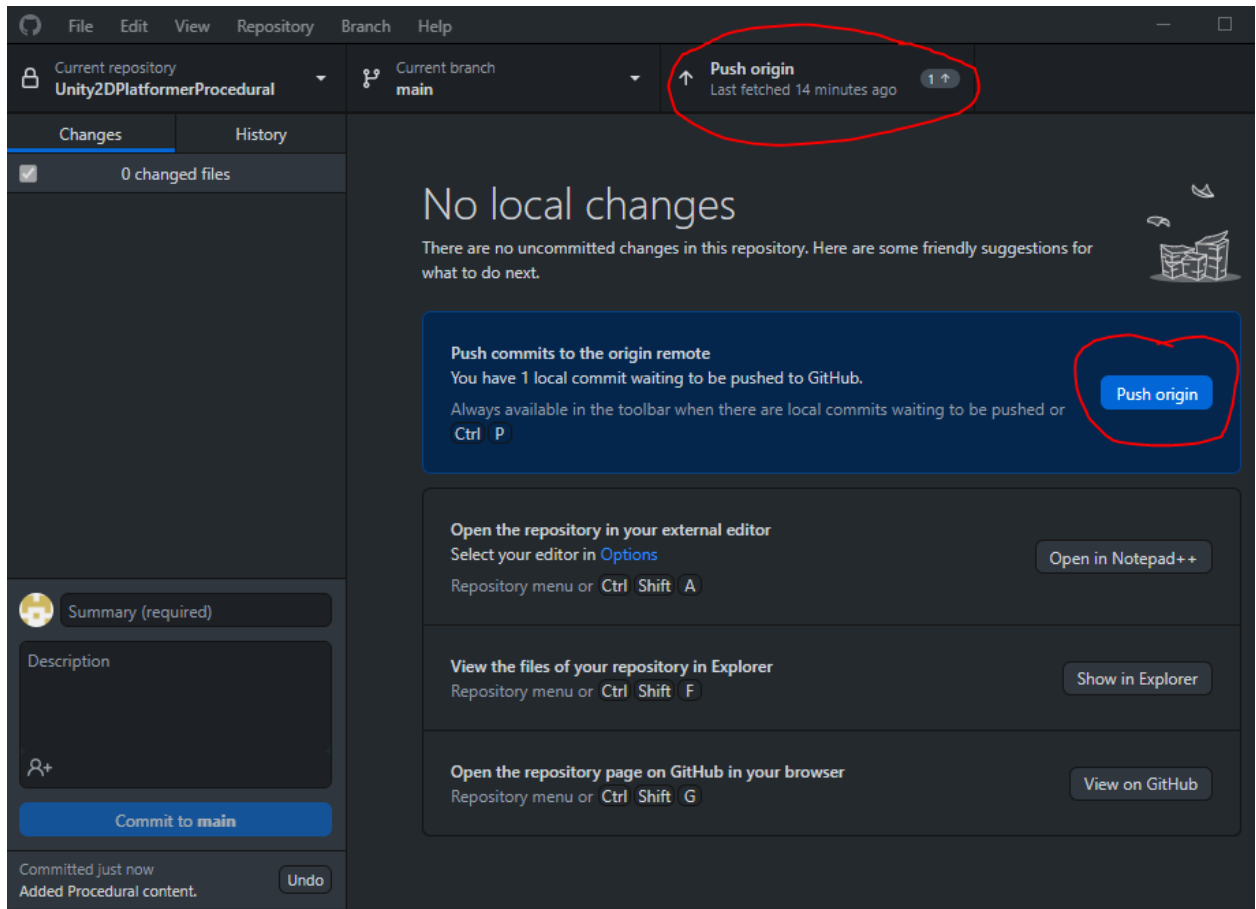 File Edit View Repository Branch Help
Current repository
Unity2DPlatformerProcedural
Current branch
main
Push origin
Last fetched 14 minutes ago
1
Changes History
0 changed files
No local changes
There are no uncommitted changes in this repository. Here are some friendly suggestions for
what to do next.
Push commits to the origin remote
You have 1 local commit waiting to be pushed to GitHub.
Always available in the toolbar when there are local commits waiting to be pushed or
Ctrl P
Push origin
Open the repository in your external editor
Select your editor in Options
Repository menu or Ctrl Shift A
Open in Notepad++
View the files of your repository in Explorer
Repository menu or Ctrl Shift F
Show in Explorer
Open the repository page on GitHub in your browser
Repository menu or Ctrl Shift G
View on GitHub
Summary (required)
Description
Commit to main
Committed just now
Added Procedural content.
Undo